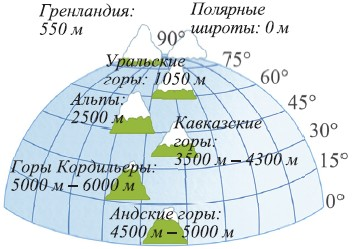 Гренландия:
550 м
Полярные
широты: 0 м
90°
75°
Уральские
горы: 1050 м
60°
Альпы:
2500 м
45°
Кавказские
горы:
3500 м – 4300 м
30°
Горы Кордильеры:
5000 м – 6000 м
15°
0°
Андские горы:
4500 м – 5000 м